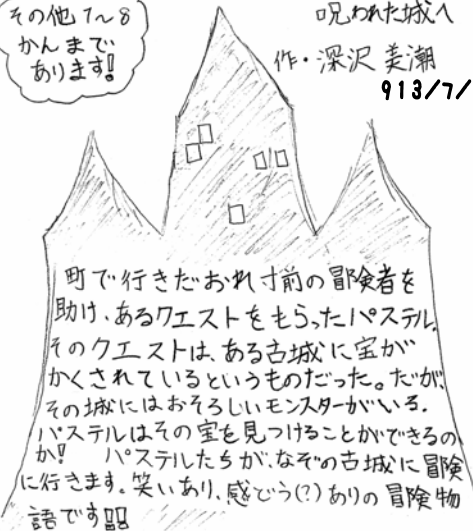 その他1〜8
かんまで
あります!!
呪われた城へ
作・深沢美潮
913/7/
町で行きだおれ寸前の冒険者を
助け、あるクエストをもらったパステル。
そのクエストは、ある古城に宝が
かくされているというものだった。だが、
その城にはおそろしいモンスターがいる.
パステルはその宝を見つけることができるの
か! パステルたちが、なぞの古城に冒険
に行きます。笑いあり、感どう(?)ありの冒険物
語です!!